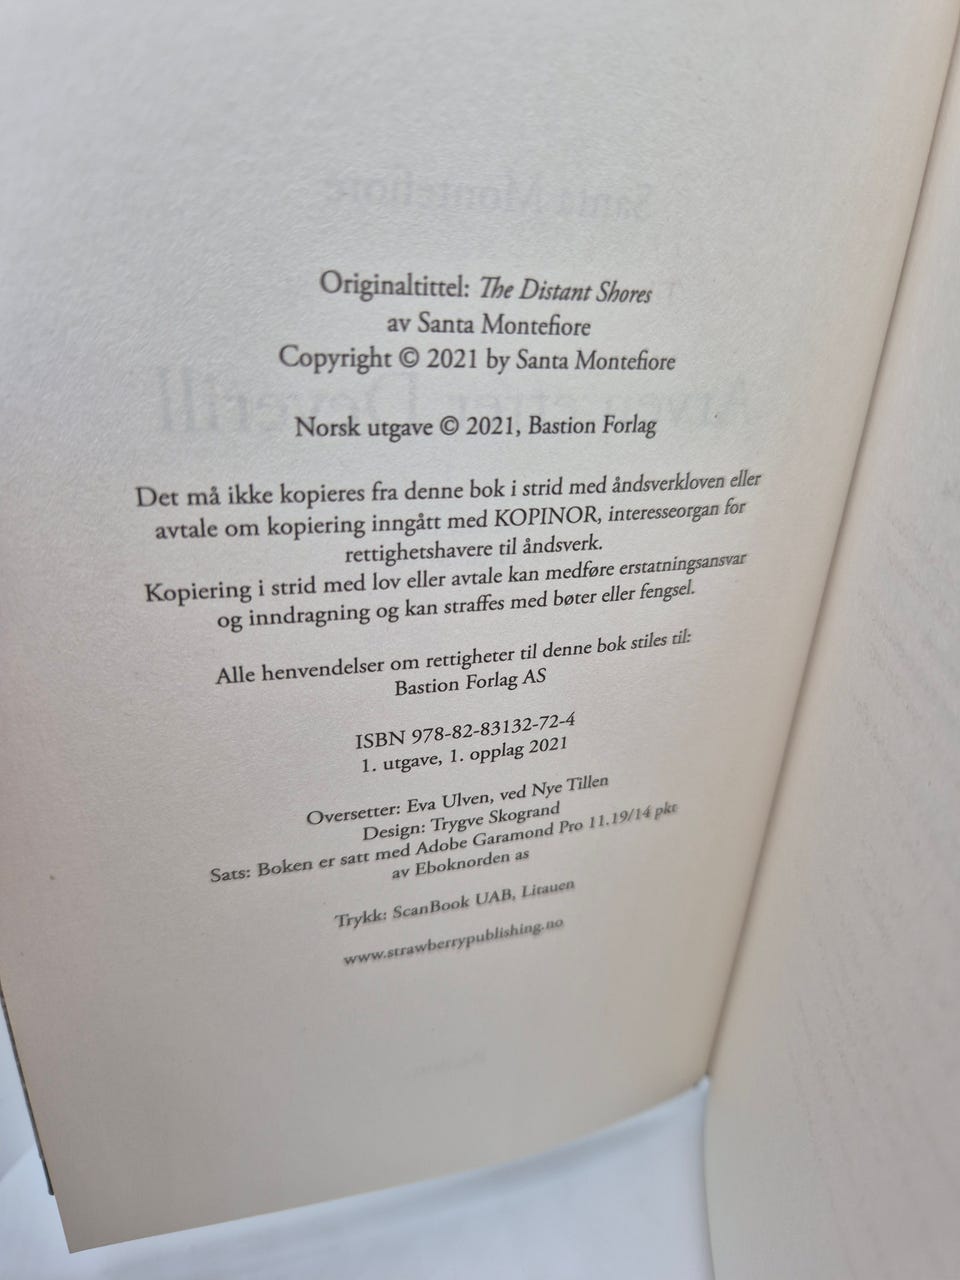 Originaltittel: The Distant Shores
av Santa Montefiore
Copyright © 2021 by Santa Montefiore
Norsk utgave © 2021, Bastion Forlag
Det må ikke kopieres fra denne bok i strid med åndsverkloven eller
avtale om kopiering inngått med KOPINOR, interesseorgan for
rettighetshavere til åndsverk.
Kopiering i strid med lov eller avtale kan medføre erstatningsansvar
og inndragning og kan straffes med bøter eller fengsel.
Alle henvendelser om rettigheter til denne bok stiles til:
Bastion Forlag AS
ISBN 978-82-83132-72-4
1. utgave, 1. opplag 2021
Oversetter: Eva Ulven, ved Nye Tillen
Design: Trygve Skogrand
Sats: Boken er satt med Adobe Garamond Pro 11.19/14 pkt
av Eboknorden as
Trykk: ScanBook UAB, Litauen
www.strawberrypublishing.no